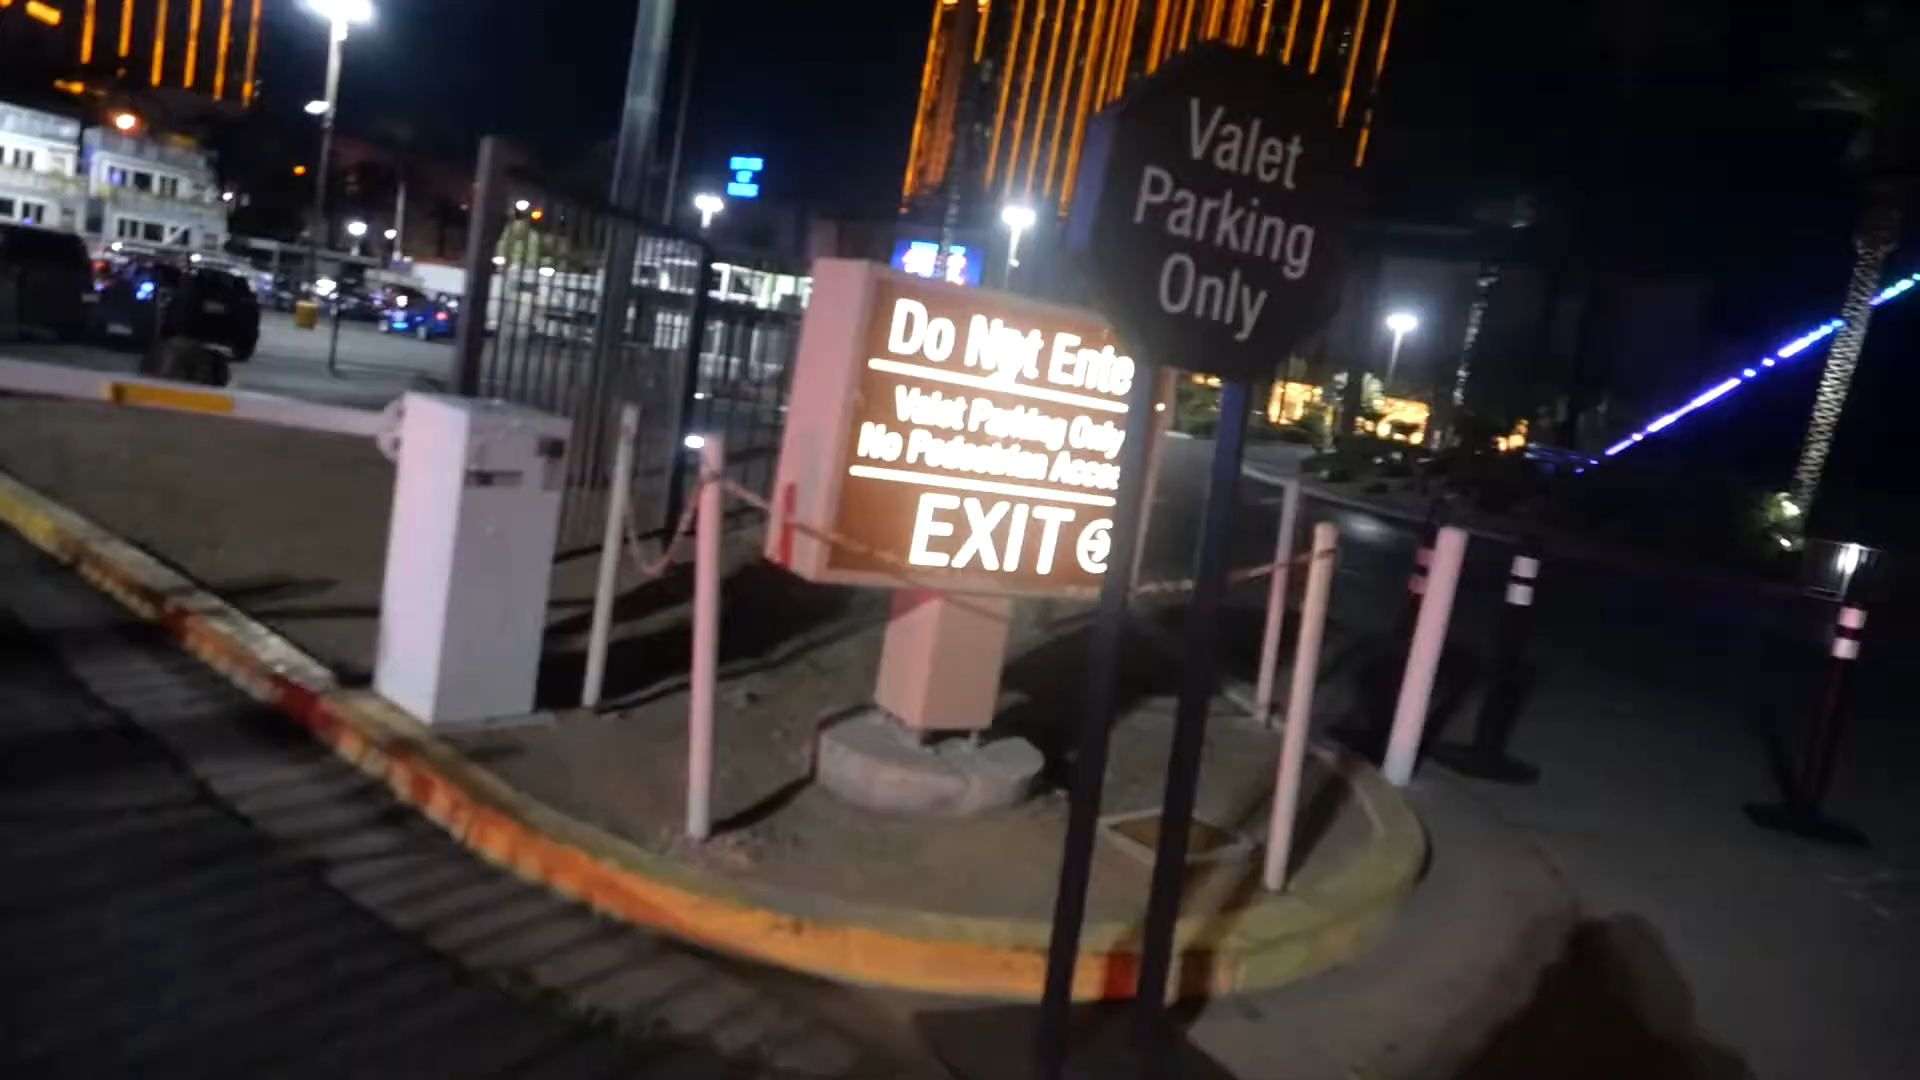 Valet
Parking
Only
Do Not Ente
Valet Parking Only
No Pedestrian Acce
EXIT